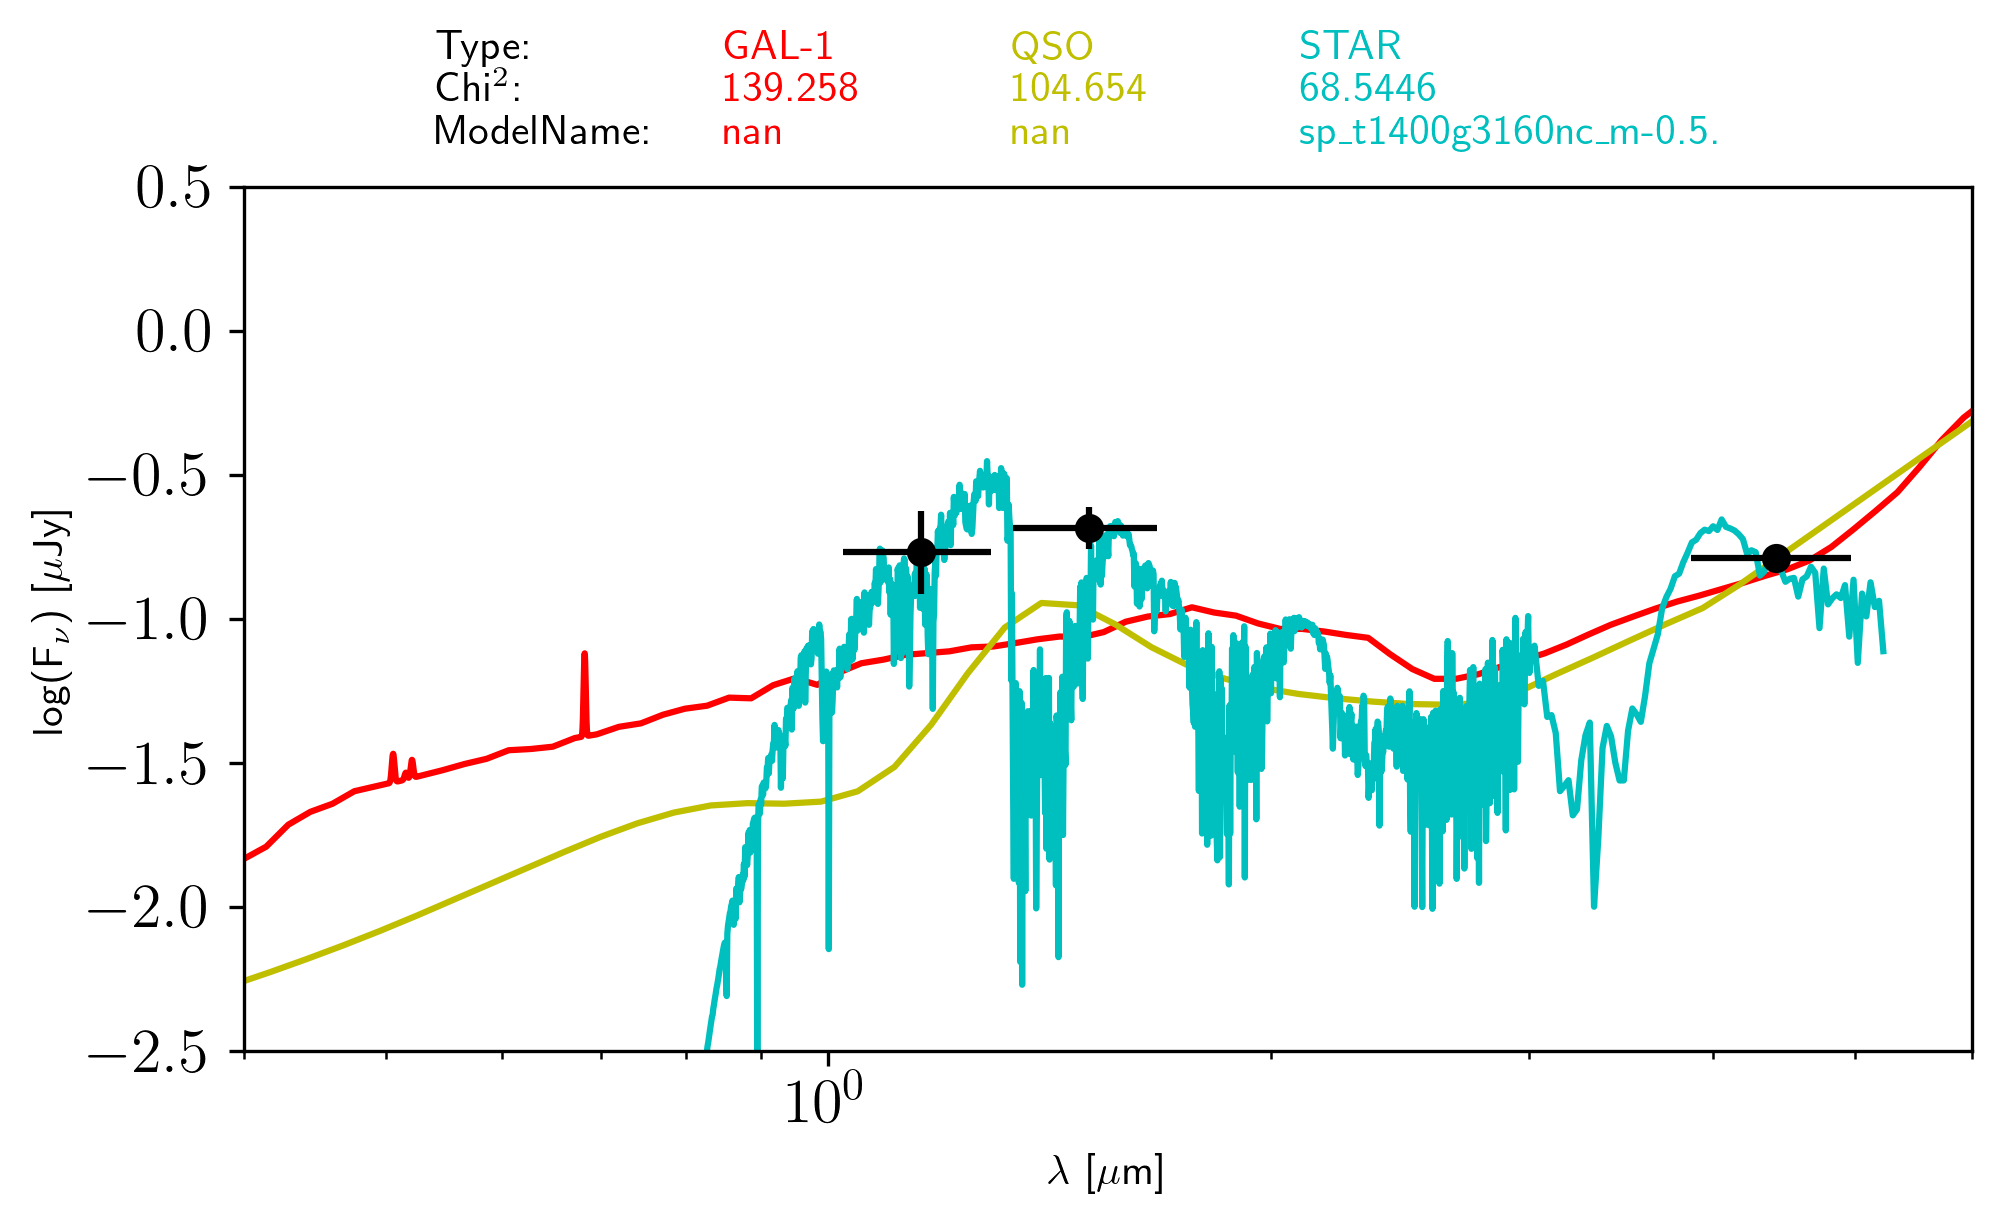 Type: GAL-1 QSO STAR
Chi²: 139.258 104.654 68.5446
ModelName: nan nan sp_t1400g3160nc_m-0.5.
0.5
0.0
−0.5
−1.0
−1.5
−2.0
−2.5
log(Fν) [μJy]
10⁰
λ [μm]